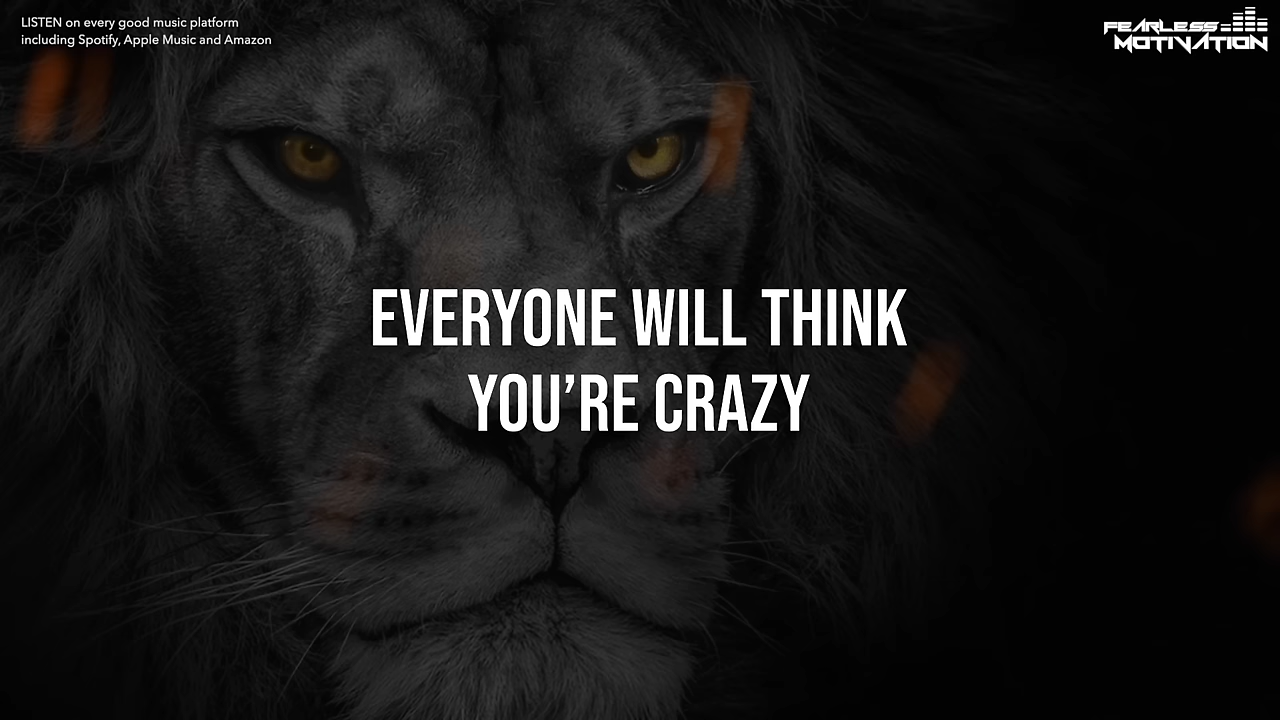 LISTEN on every good music platform
including Spotify, Apple Music and Amazon
FEARLESS
MOTIVATION
EVERYONE WILL THINK
YOU’RE CRAZY